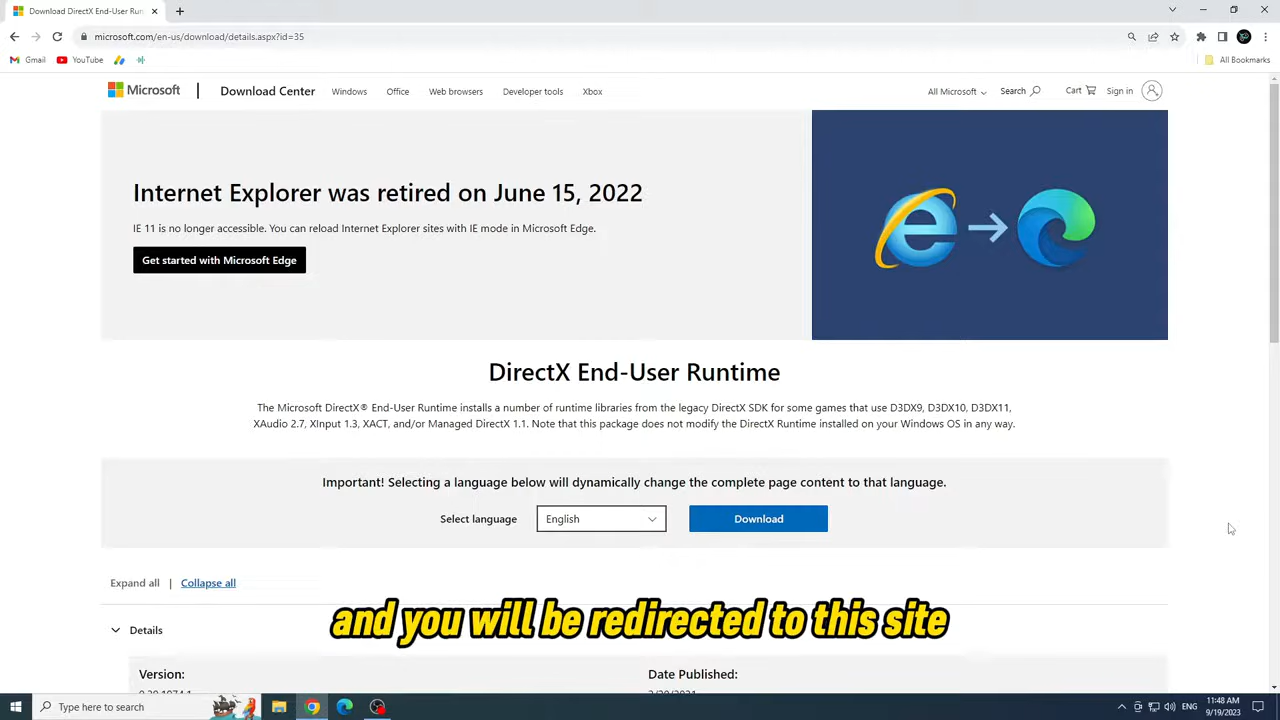 Download DirectX End-User Run
microsoft.com/en-us/download/details.aspx?id=35
Gmail YouTube All Bookmarks
Microsoft Download Center Windows Office Web browsers Developer tools Xbox All Microsoft Search Cart Sign in
Internet Explorer was retired on June 15, 2022
IE 11 is no longer accessible. You can reload Internet Explorer sites with IE mode in Microsoft Edge.
Get started with Microsoft Edge
DirectX End-User Runtime
The Microsoft DirectX® End-User Runtime installs a number of runtime libraries from the legacy DirectX SDK for some games that use D3DX9, D3DX10, D3DX11,
XAudio 2.7, XInput 1.3, XACT, and/or Managed DirectX 1.1. Note that this package does not modify the DirectX Runtime installed on your Windows OS in any way.
Important! Selecting a language below will dynamically change the complete page content to that language.
Select language English Download
Expand all | Collapse all
and you will be redirected to this site
Details
Version: Date Published:
Type here to search ENG 11:48 AM
9/19/2023